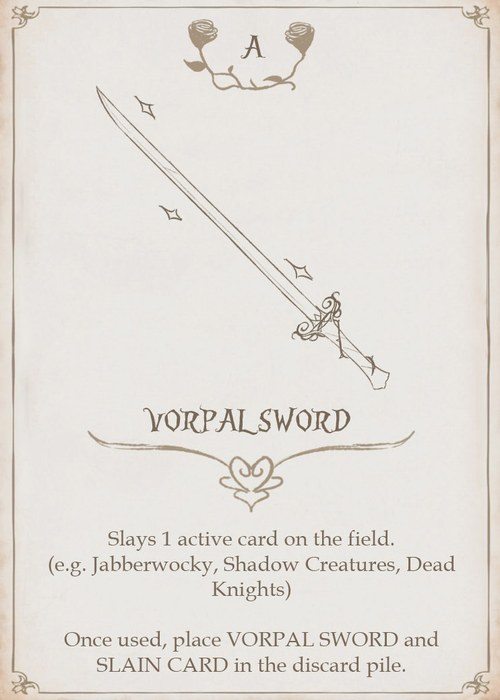 A
VORPAL SWORD
Slays 1 active card on the field.
(e.g. Jabberwocky, Shadow Creatures, Dead
Knights)
Once used, place VORPAL SWORD and
SLAIN CARD in the discard pile.